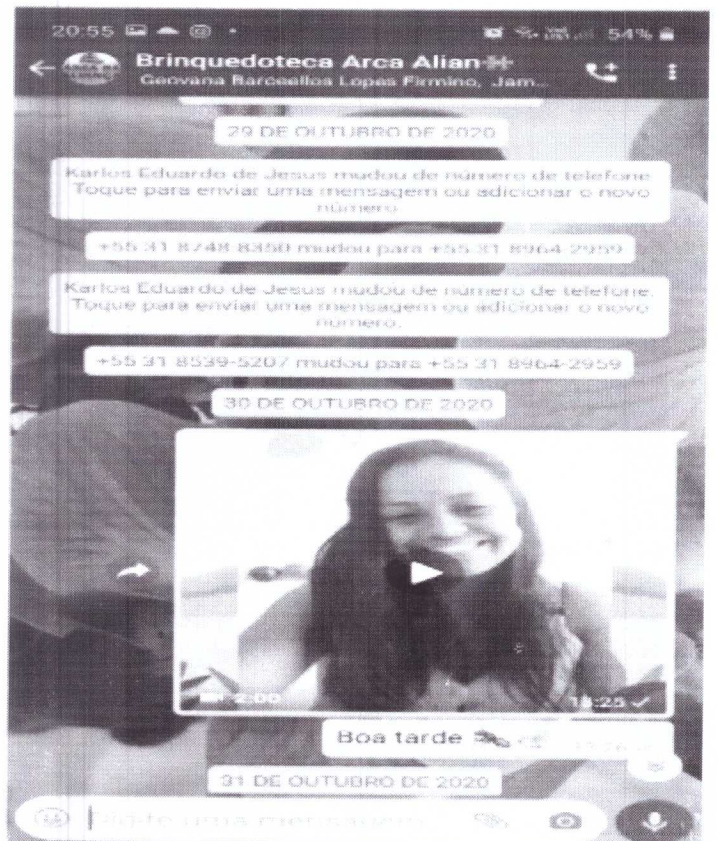 20:55 54%
Brinquedoteca Arca Alian
Geovana Barcellos Lopes Firmino, Jam...
29 DE OUTUBRO DE 2020
Karlos Eduardo de Jesus mudou de número de telefone.
Toque para enviar uma mensagem ou adicionar o novo
número.
+55 31 8748-8350 mudou para +55 31 8964-2959
Karlos Eduardo de Jesus mudou de número de telefone.
Toque para enviar uma mensagem ou adicionar o novo
número.
+55 31 8539-5207 mudou para +55 31 8964-2959
30 DE OUTUBRO DE 2020
2:00
Boa tarde
31 DE OUTUBRO DE 2020
uma mensagem